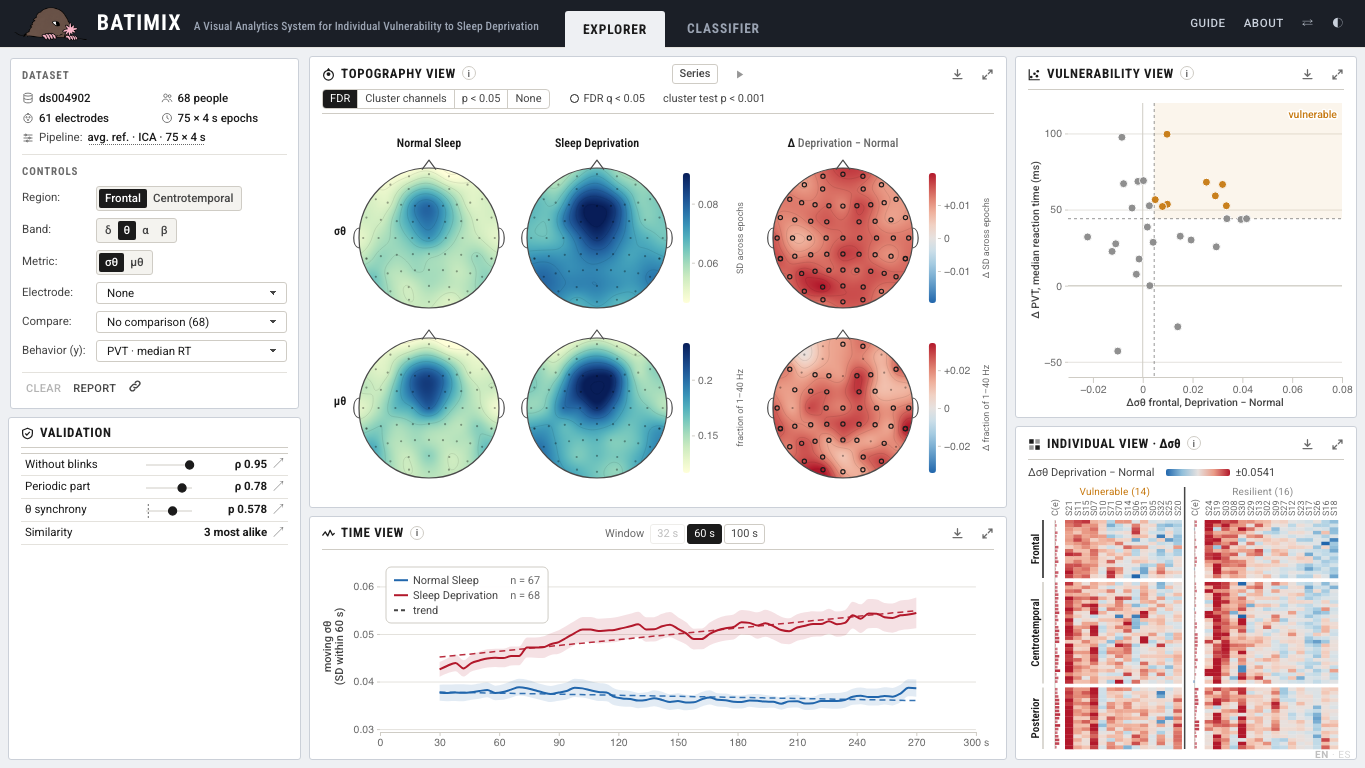 BATIMIX A Visual Analytics System for Individual Vulnerability to Sleep Deprivation EXPLORER CLASSIFIER GUIDE ABOUT
DATASET
ds004902 68 people
61 electrodes 75 × 4 s epochs
Pipeline: avg. ref. · ICA · 75 × 4 s
CONTROLS
Region: Frontal Centrotemporal
Band: δ θ α β
Metric: σθ μθ
Electrode: None
Compare: No comparison (68)
Behavior (y): PVT · median RT
CLEAR REPORT
VALIDATION
Without blinks ρ 0.95
Periodic part ρ 0.78
θ synchrony p 0.578
Similarity 3 most alike
TOPOGRAPHY VIEW i Series
FDR Cluster channels p < 0.05 None FDR q < 0.05 cluster test p < 0.001
Normal Sleep Sleep Deprivation Δ Deprivation − Normal
σθ
0.08
0.06
SD across epochs
+0.01
0
−0.01
Δ SD across epochs
μθ
0.2
0.15
fraction of 1–40 Hz
+0.02
0
−0.02
Δ fraction of 1–40 Hz
TIME VIEW i Window 32 s 60 s 100 s
Normal Sleep n = 67
Sleep Deprivation n = 68
trend
moving σθ
(SD within 60 s)
0.06
0.05
0.04
0.03
0 30 60 90 120 150 180 210 240 270 300 s
VULNERABILITY VIEW i
vulnerable
Δ PVT, median reaction time (ms)
100
50
0
−50
−0.02 0 0.02 0.04 0.06 0.08
Δσθ frontal, Deprivation − Normal
INDIVIDUAL VIEW · Δσθ i
Δσθ Deprivation − Normal ±0.0541
Vulnerable (14) Resilient (16)
C(e) C(e)
Frontal
Centrotemporal
Posterior
EN · ES